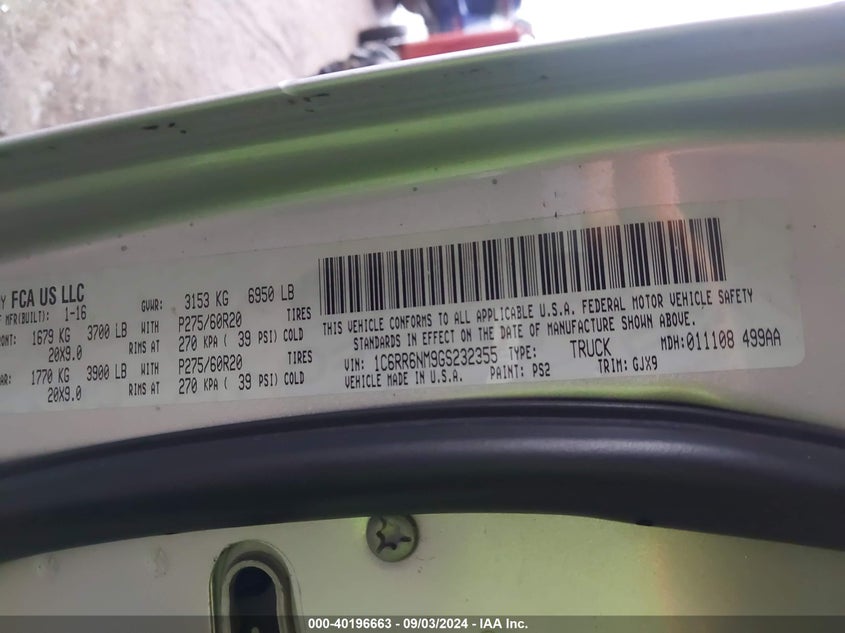 Y FCA US LLC
F MFR(BUILT): 1-16
GVWR: 3153 KG 6950 LB
ONT: 1679 KG 3700 LB WITH P275/60R20 TIRES
20X9.0 RIMS AT 270 KPA ( 39 PSI) COLD
AR: 1770 KG 3900 LB WITH P275/60R20 TIRES
20X9.0 RIMS AT 270 KPA ( 39 PSI) COLD
THIS VEHICLE CONFORMS TO ALL APPLICABLE U.S.A. FEDERAL MOTOR VEHICLE SAFETY
STANDARDS IN EFFECT ON THE DATE OF MANUFACTURE SHOWN ABOVE.
VIN: 1C6RR6NM9GS232355 TYPE: TRUCK MDH:011108 499AA
VEHICLE MADE IN U.S.A. PAINT: PS2 TRIM: GJX9
000-40196663 - 09/03/2024 - IAA Inc.